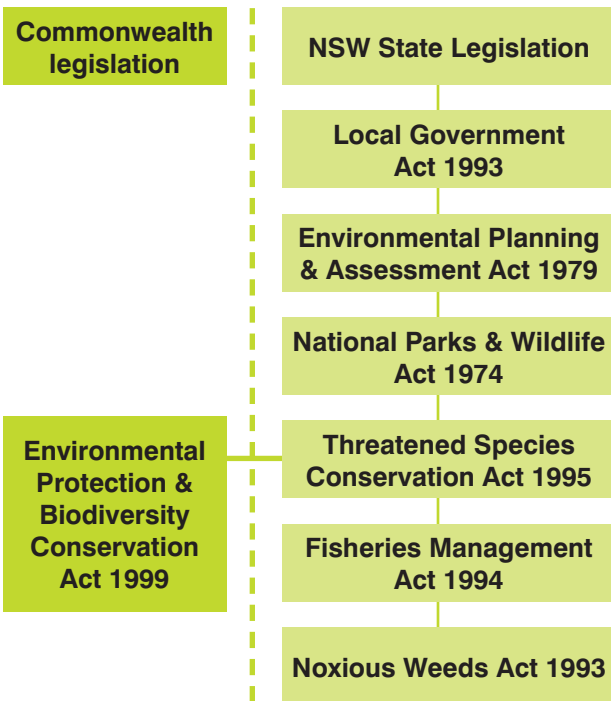 Commonwealth
legislation
NSW State Legislation
Local Government
Act 1993
Environmental Planning
& Assessment Act 1979
National Parks & Wildlife
Act 1974
Environmental
Protection &
Biodiversity
Conservation
Act 1999
Threatened Species
Conservation Act 1995
Fisheries Management
Act 1994
Noxious Weeds Act 1993